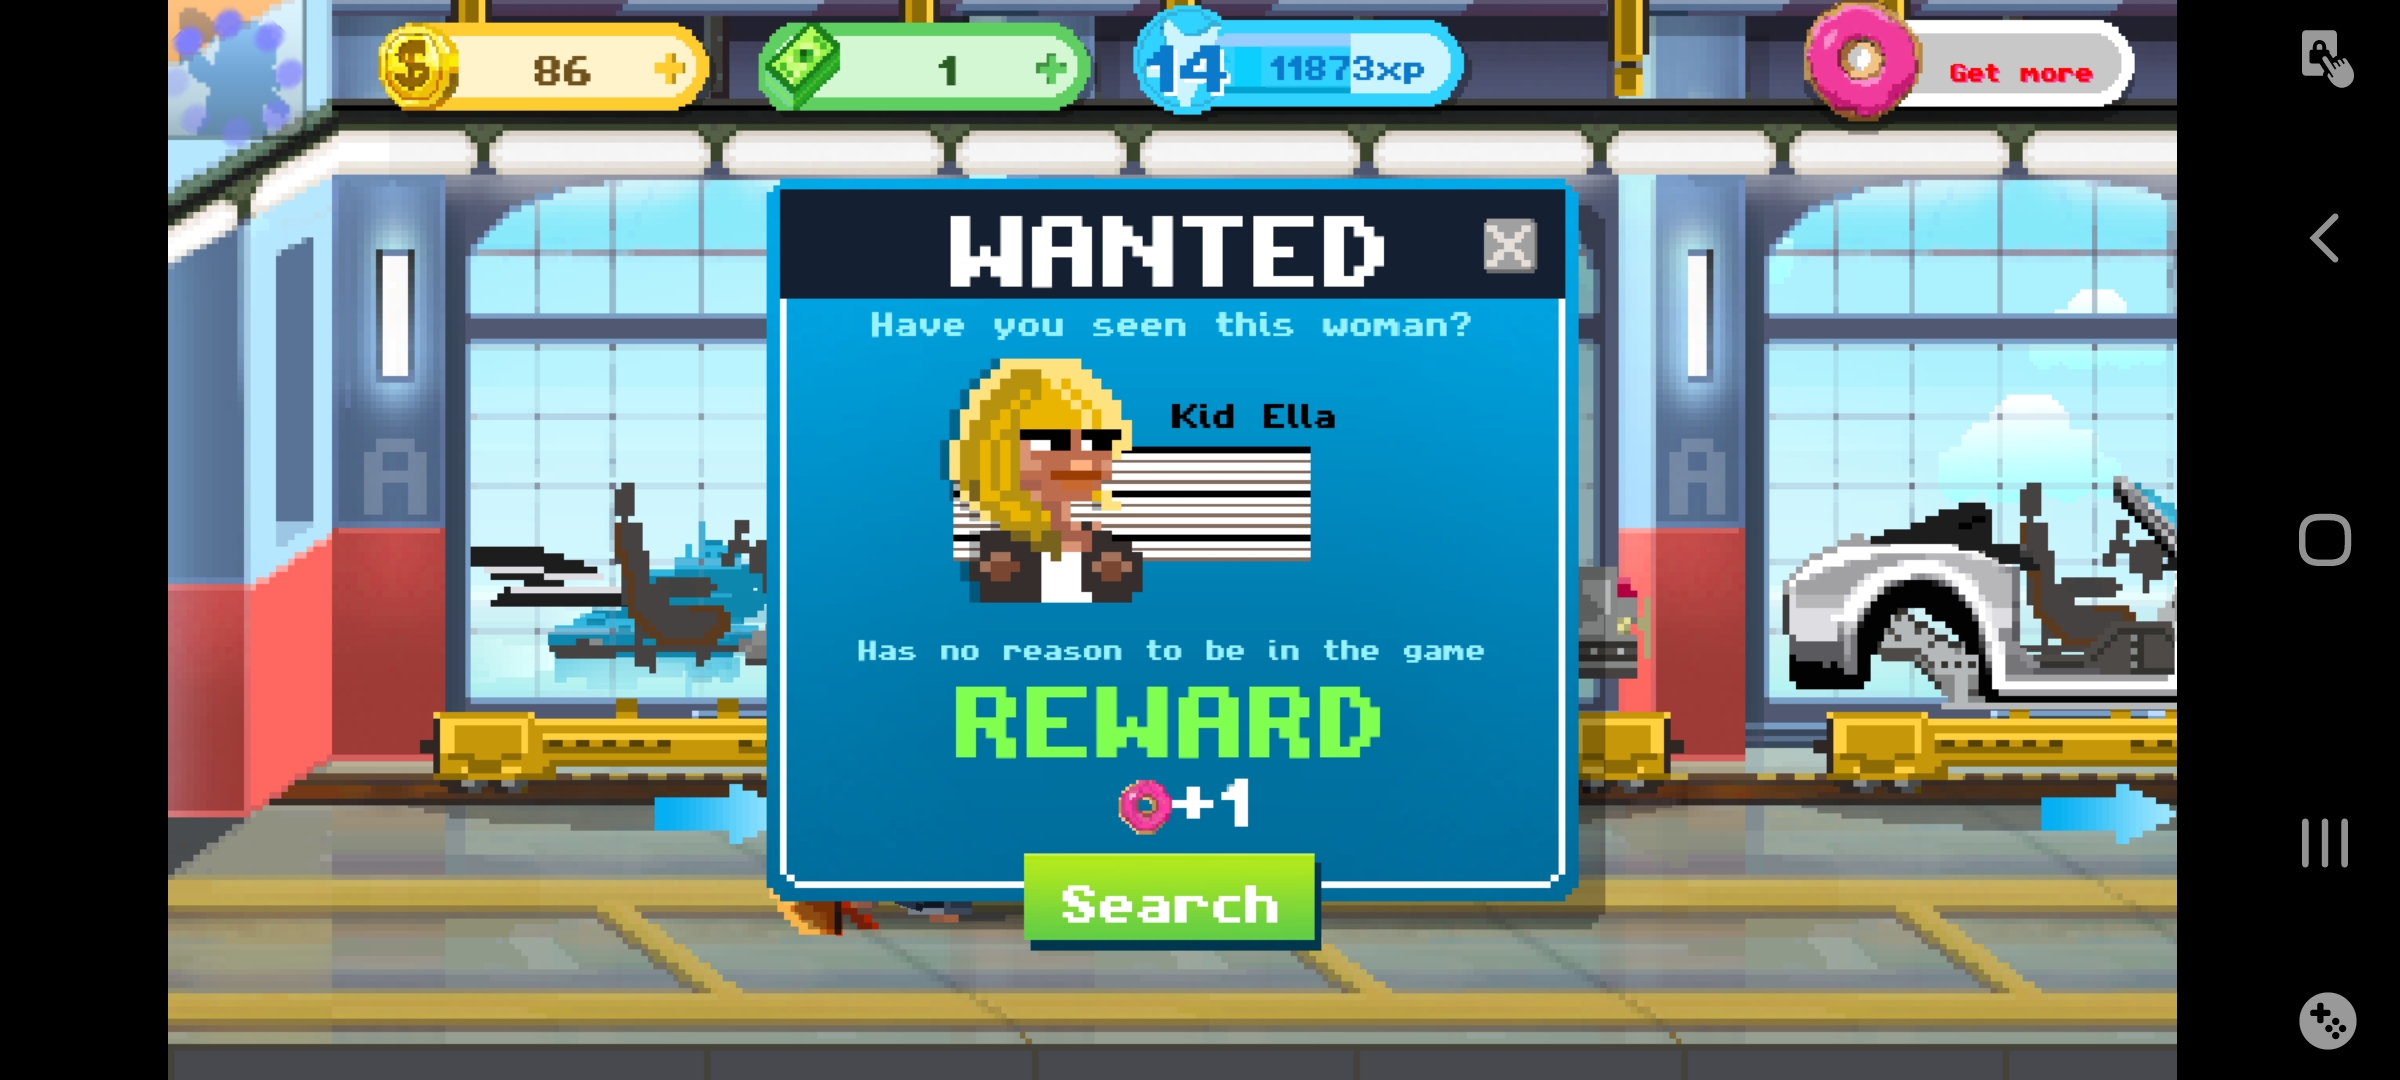 86 +
1 +
14 11873xp
Get more
WANTED
Have you seen this woman?
Kid Ella
A
A
Has no reason to be in the game
REWARD
+1
Search